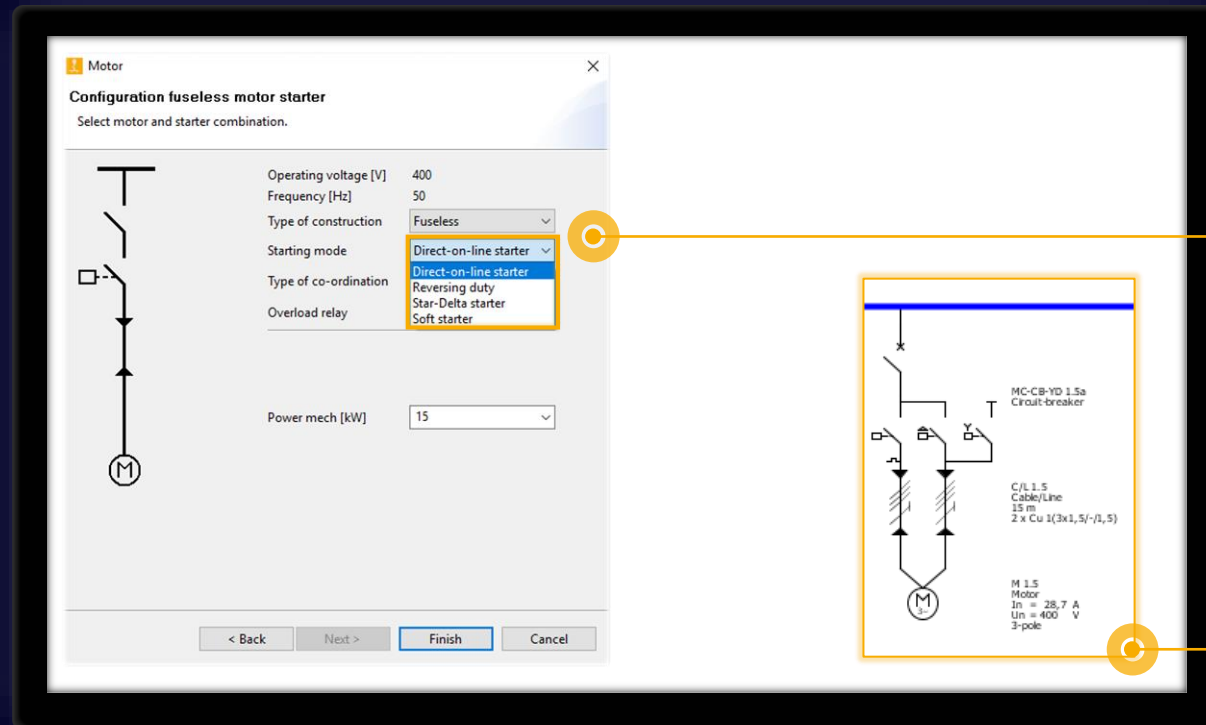 Motor
Configuration fuseless motor starter
Select motor and starter combination.
Operating voltage [V] 400
Frequency [Hz] 50
Type of construction Fuseless
Starting mode Direct-on-line starter
Direct-on-line starter
Type of co-ordination
Reversing duty
Star-Delta starter
Overload relay
Soft starter
Power mech [kW] 15
M
< Back Next > Finish Cancel
MC-CB-YD 1.5a
Circuit-breaker
Y
C/L 1.5
Cable/Line
15 m
2 x Cu 1(3x1,5/-/1,5)
M 1.5
Motor
In = 28,7 A
Un = 400 V
3-pole
M
3~